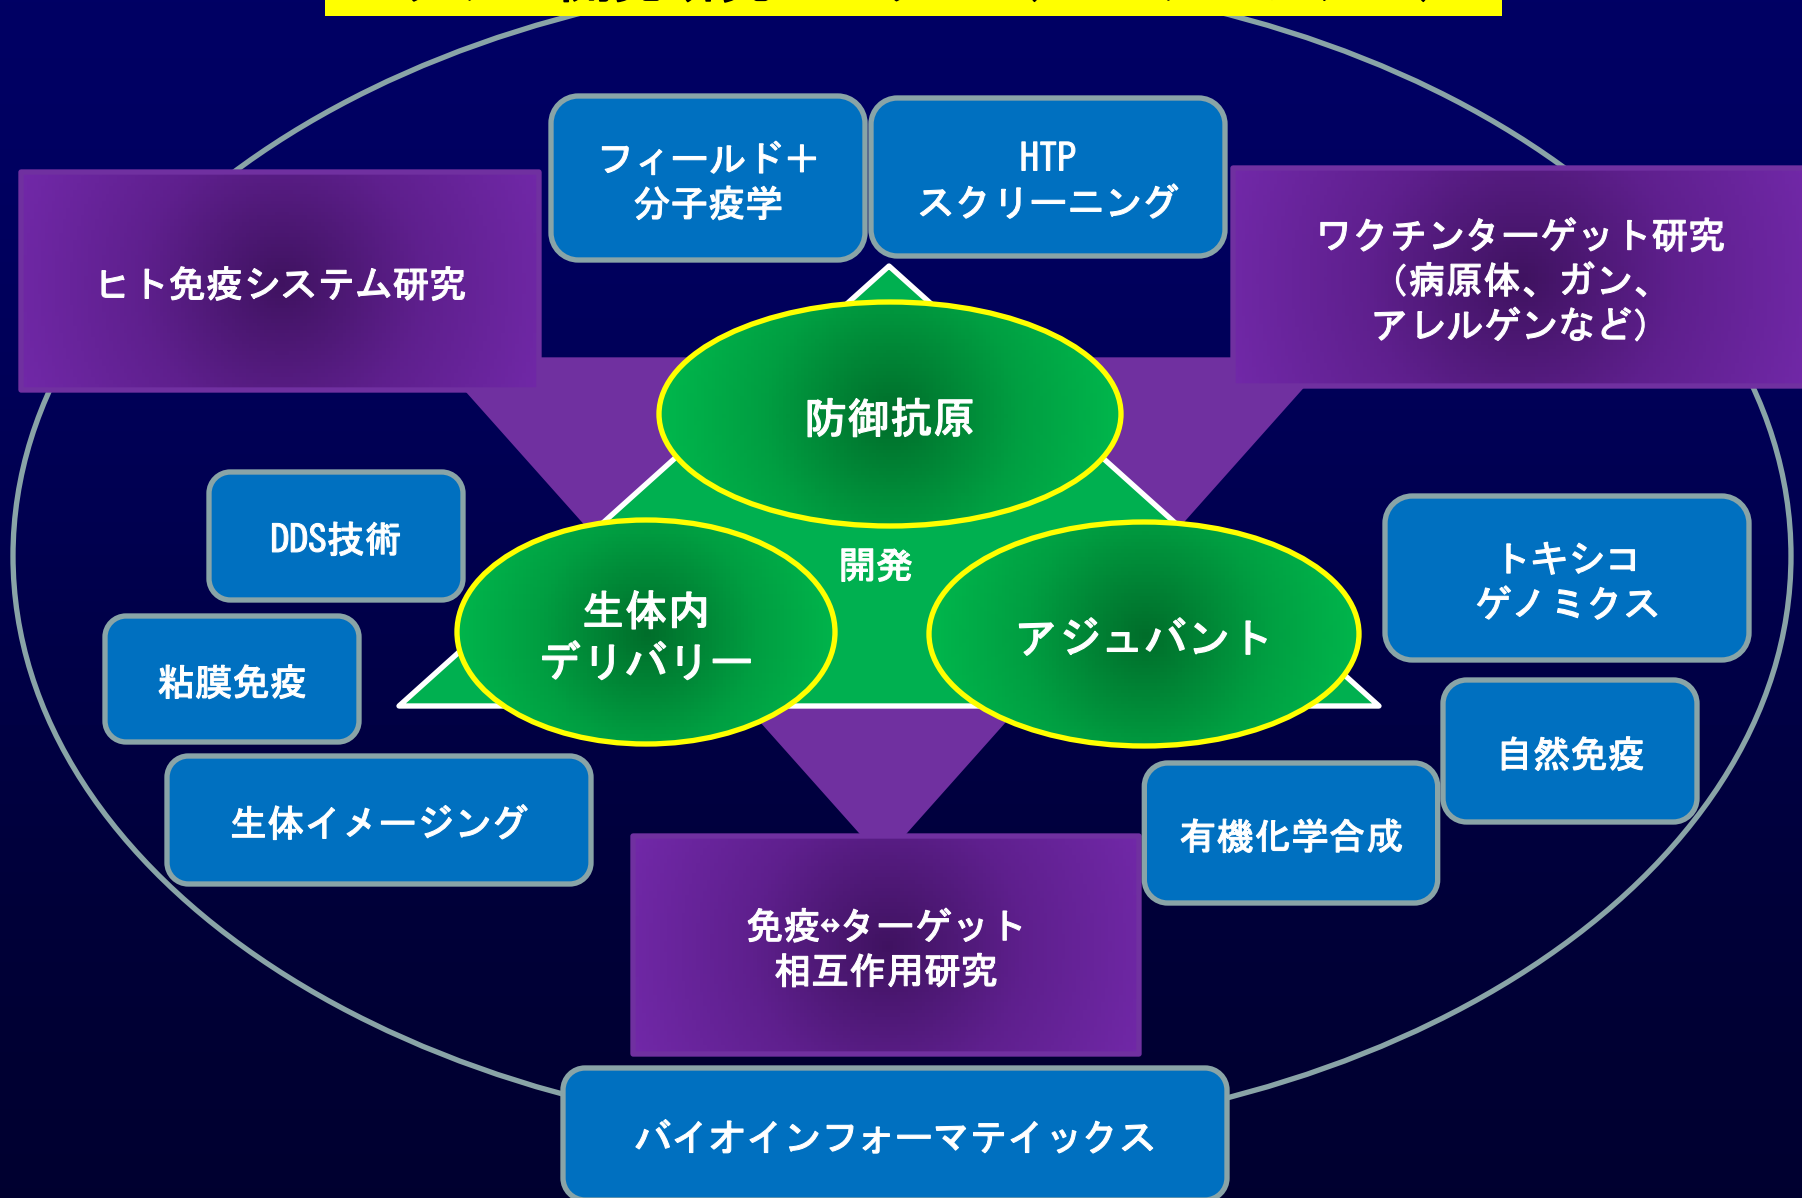 フィールド＋
分子疫学
HTP
スクリーニング
ヒト免疫システム研究
ワクチンターゲット研究
（病原体、ガン、
アレルゲンなど）
防御抗原
DDS技術
開発
生体内
デリバリー
アジュバント
トキシコ
ゲノミクス
粘膜免疫
自然免疫
生体イメージング
有機化学合成
免疫↔ターゲット
相互作用研究
バイオインフォーマテイックス